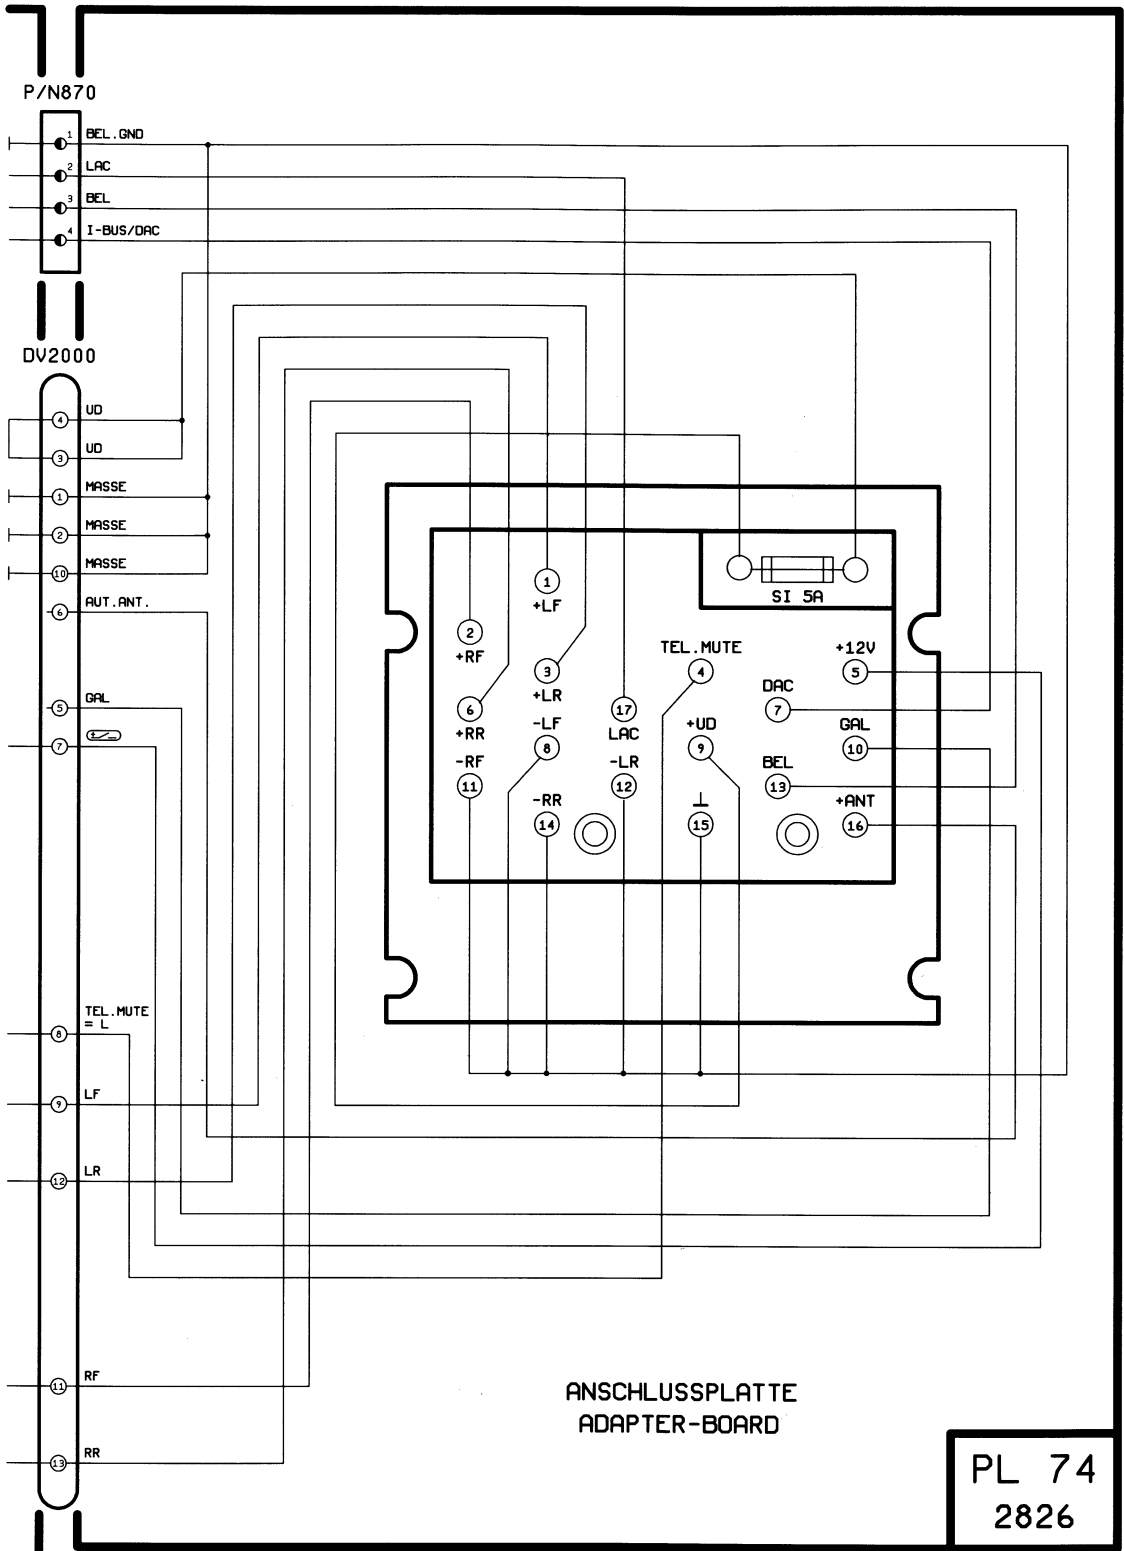 P/N870
1 BEL.GND
2 LAC
3 BEL
4 I-BUS/DAC
DV2000
4 UD
3 UD
1 MASSE
2 MASSE
10 MASSE
6 AUT.ANT.
5 GAL
7
8 TEL.MUTE
= L
9 LF
12 LR
11 RF
13 RR
SI 5A
1
+LF
2
+RF
3
+LR
TEL.MUTE
4
+12V
5
6
+RR
17
LAC
DAC
7
-LF
8
+UD
9
GAL
10
-RF
11
-LR
12
BEL
13
-RR
14
⊥
15
+ANT
16
ANSCHLUSSPLATTE
ADAPTER-BOARD
PL 74
2826